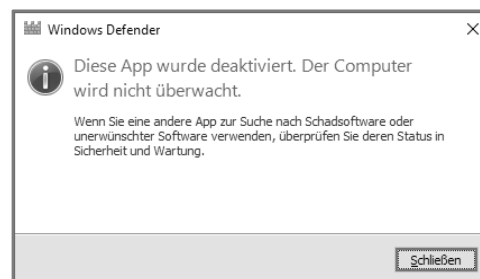 Windows Defender
Diese App wurde deaktiviert. Der Computer
wird nicht überwacht.
Wenn Sie eine andere App zur Suche nach Schadsoftware oder
unerwünschter Software verwenden, überprüfen Sie deren Status in
Sicherheit und Wartung.
Schließen